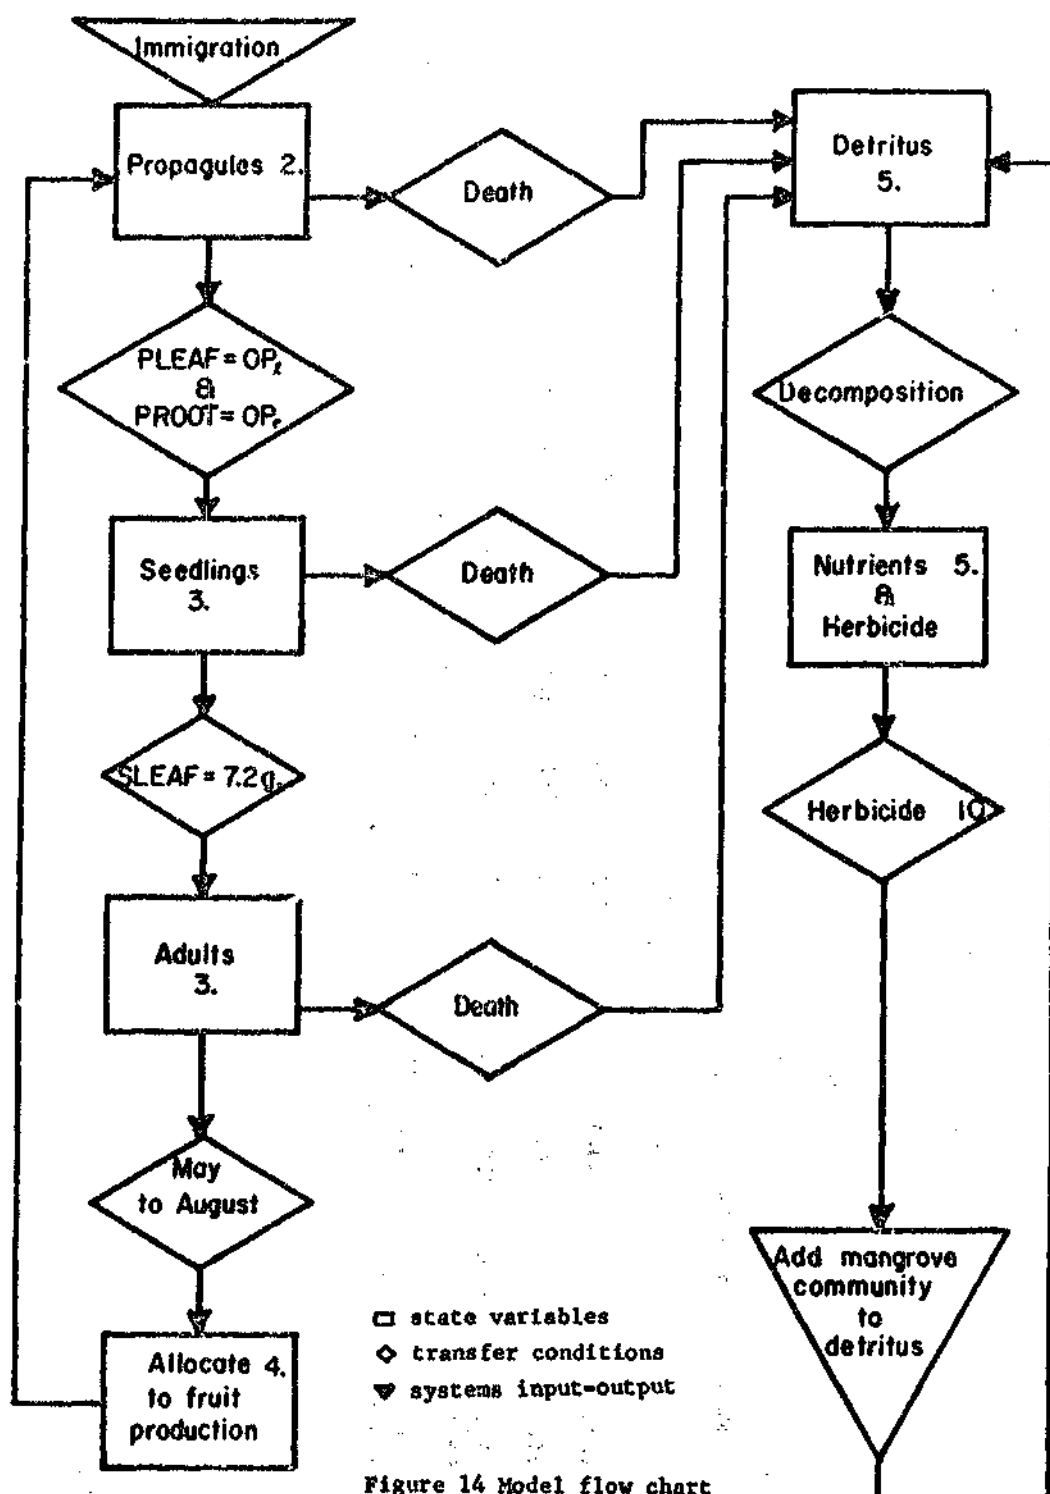 Immigration
Propagules 2.
Death
Detritus
5.
PLEAF = OPℓ
&
PROOT = OPr
Decomposition
Seedlings
3.
Death
Nutrients 5.
&
Herbicide
SLEAF = 7.2g.
Herbicide 10.
Adults
3.
Death
May
to August
Add mangrove
community
to
detritus
Allocate 4.
to fruit
production
state variables
transfer conditions
systems input-output
Figure 14 Model flow chart